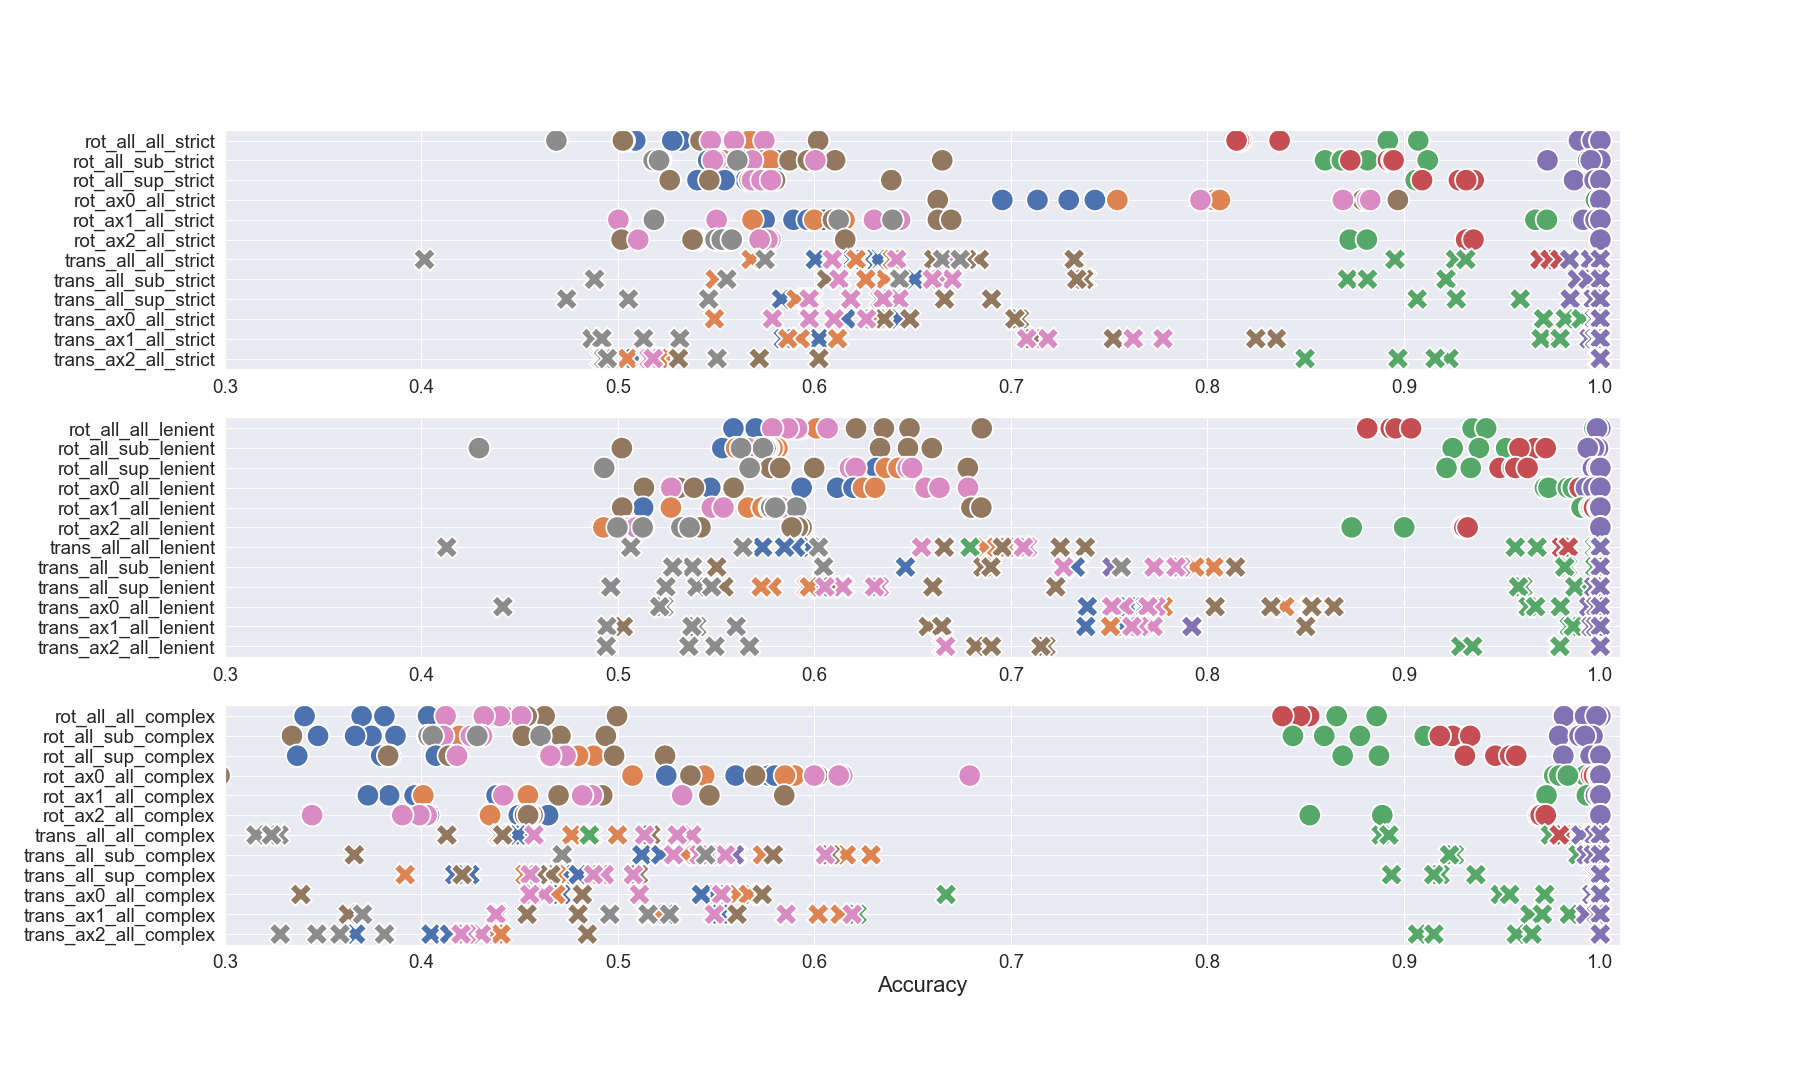 rot_all_all_strict
rot_all_sub_strict
rot_all_sup_strict
rot_ax0_all_strict
rot_ax1_all_strict
rot_ax2_all_strict
trans_all_all_strict
trans_all_sub_strict
trans_all_sup_strict
trans_ax0_all_strict
trans_ax1_all_strict
trans_ax2_all_strict
0.3 0.4 0.5 0.6 0.7 0.8 0.9 1.0
rot_all_all_lenient
rot_all_sub_lenient
rot_all_sup_lenient
rot_ax0_all_lenient
rot_ax1_all_lenient
rot_ax2_all_lenient
trans_all_all_lenient
trans_all_sub_lenient
trans_all_sup_lenient
trans_ax0_all_lenient
trans_ax1_all_lenient
trans_ax2_all_lenient
0.3 0.4 0.5 0.6 0.7 0.8 0.9 1.0
rot_all_all_complex
rot_all_sub_complex
rot_all_sup_complex
rot_ax0_all_complex
rot_ax1_all_complex
rot_ax2_all_complex
trans_all_all_complex
trans_all_sub_complex
trans_all_sup_complex
trans_ax0_all_complex
trans_ax1_all_complex
trans_ax2_all_complex
0.3 0.4 0.5 0.6 0.7 0.8 0.9 1.0
Accuracy